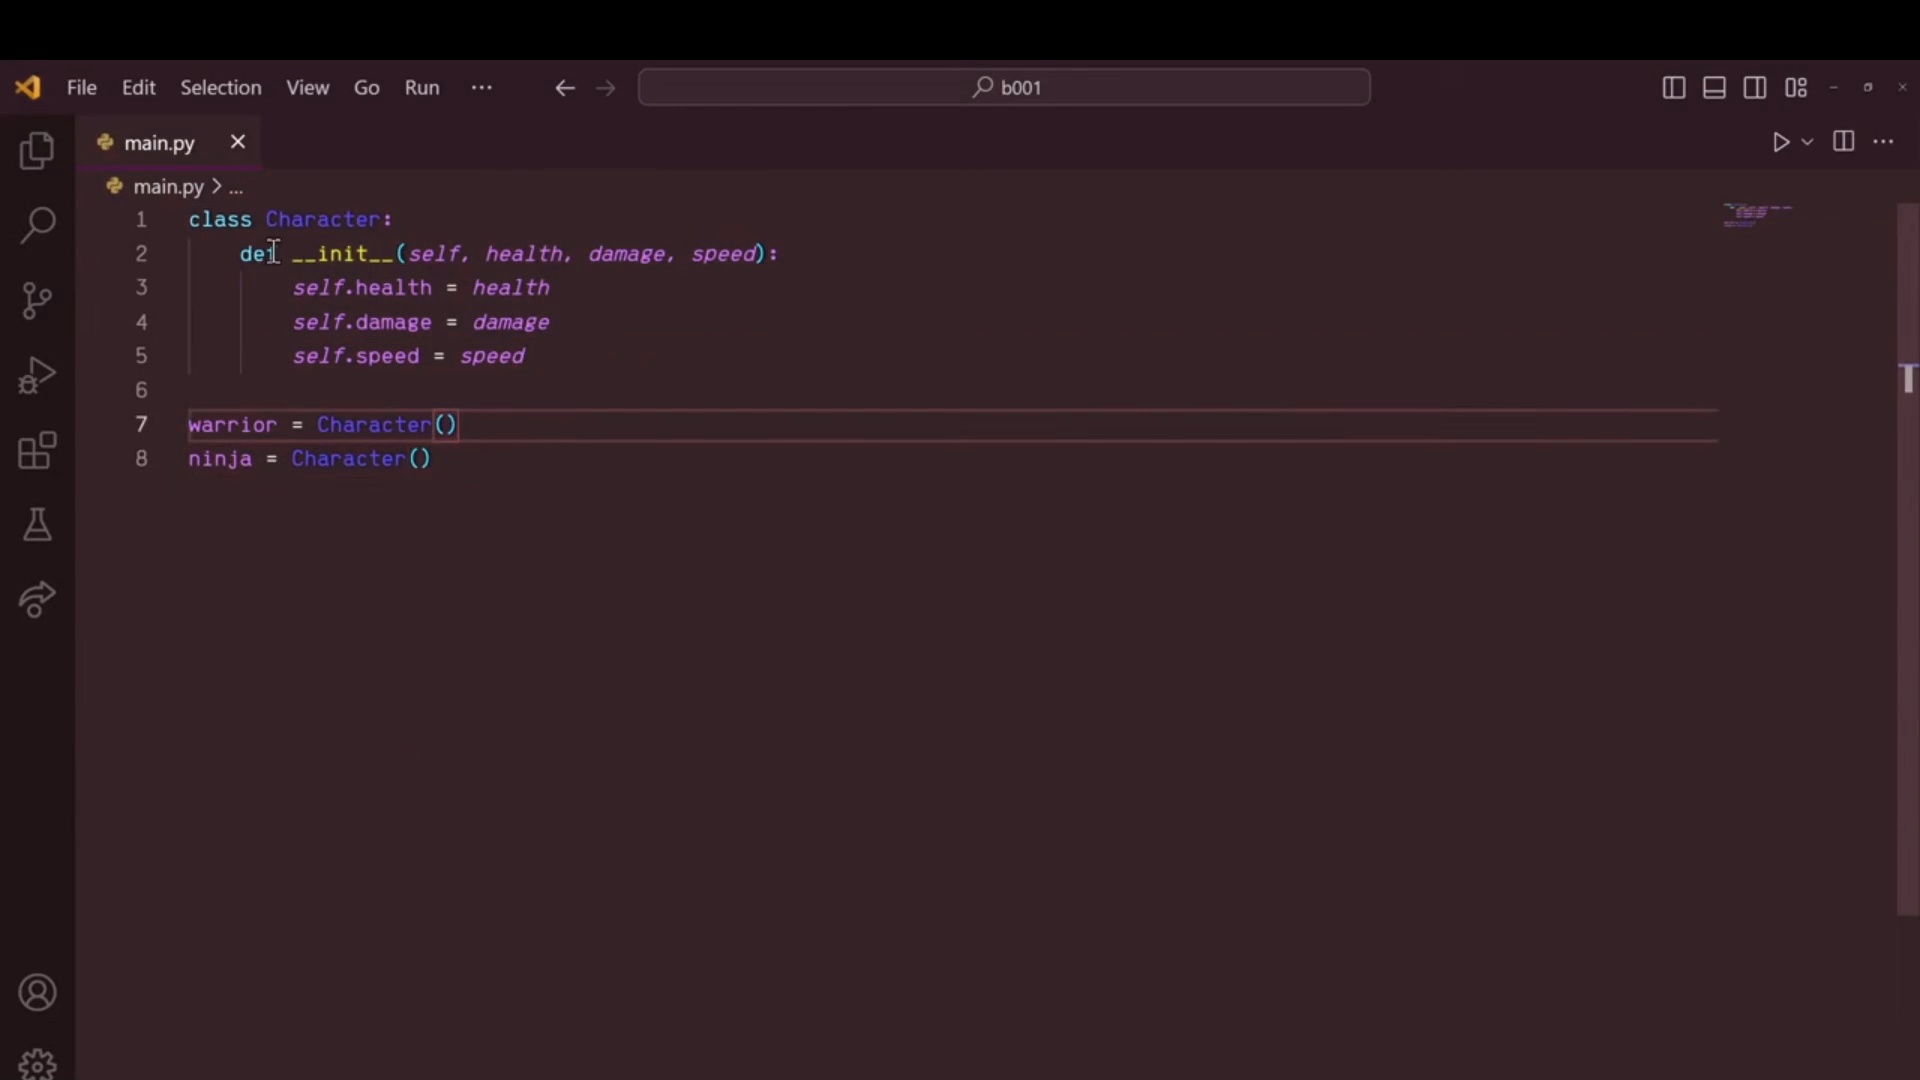 File Edit Selection View Go Run ··· b001
main.py
main.py > ...
1 class Character:
2     def __init__(self, health, damage, speed):
3         self.health = health
4         self.damage = damage
5         self.speed = speed
6
7 warrior = Character()
8 ninja = Character()